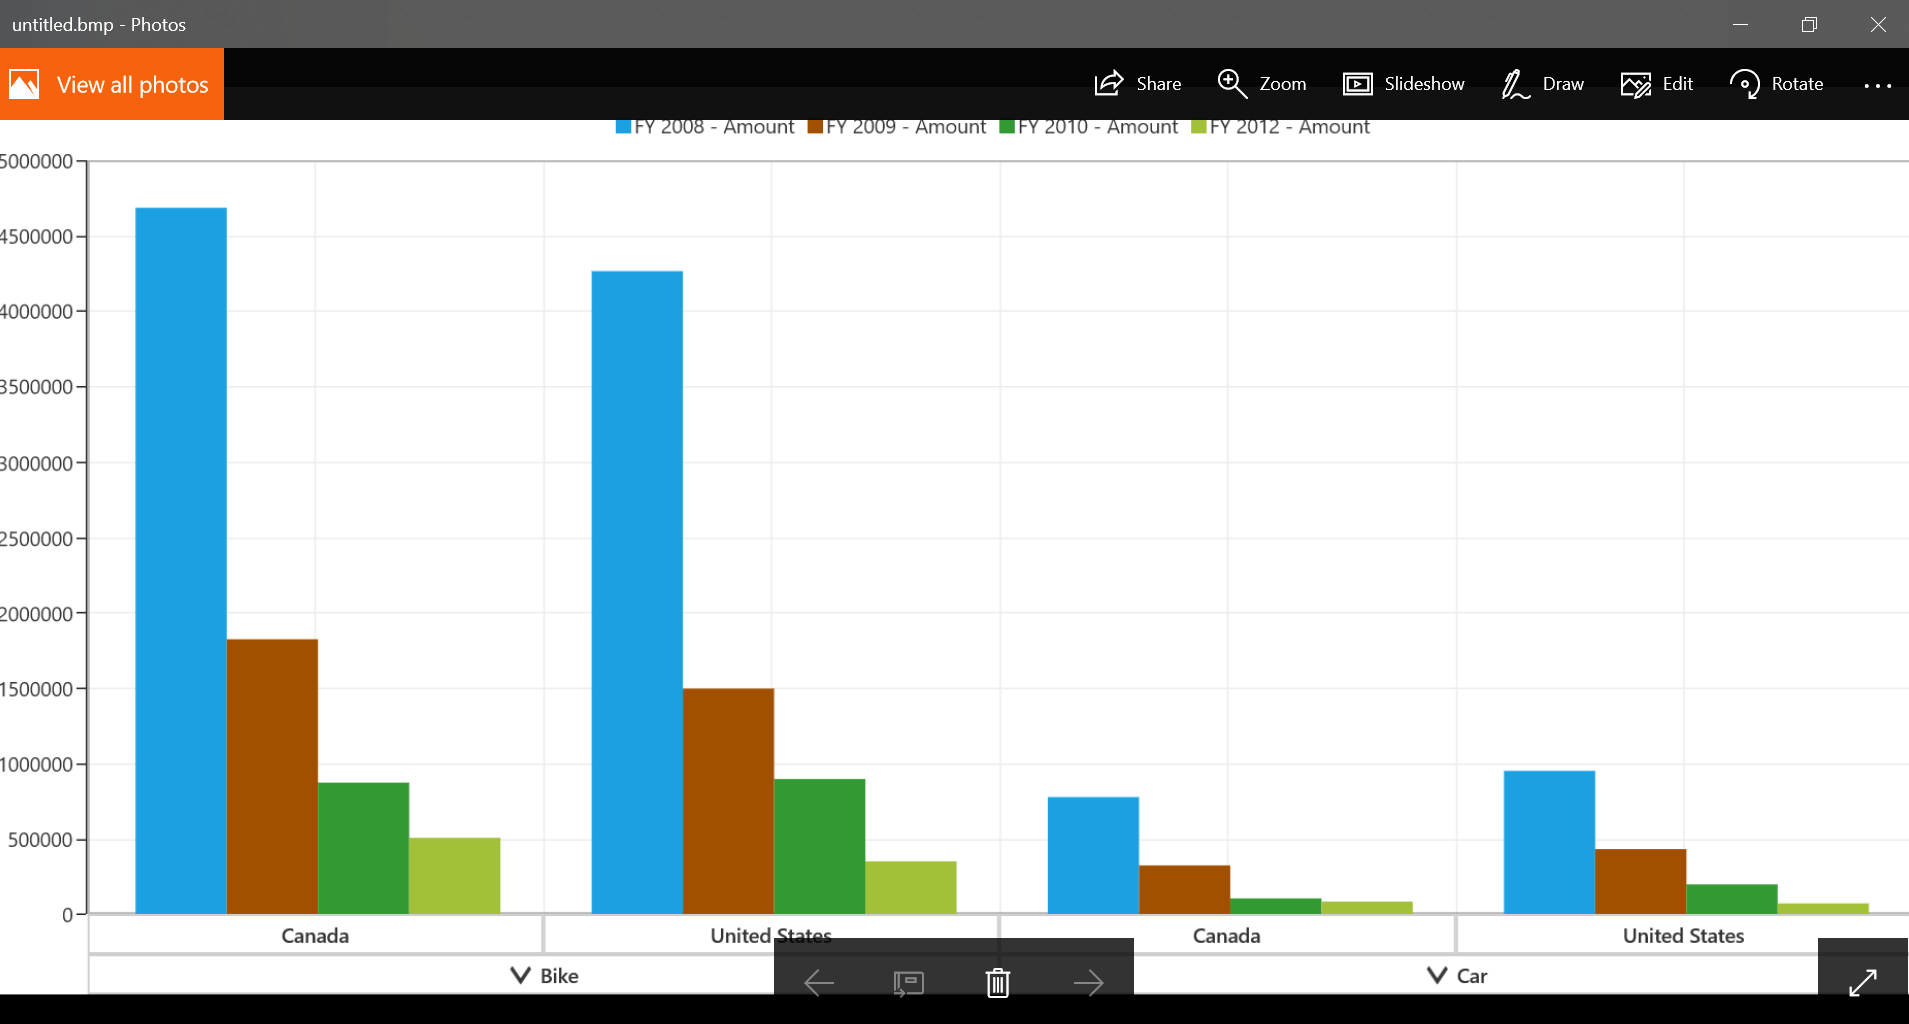 untitled.bmp - Photos
View all photos
Share Zoom Slideshow Draw Edit Rotate ...
FY 2008 - Amount FY 2009 - Amount FY 2010 - Amount FY 2012 - Amount
5000000
4500000
4000000
3500000
3000000
2500000
2000000
1500000
1000000
500000
0
Canada United States Canada United States
Bike Car